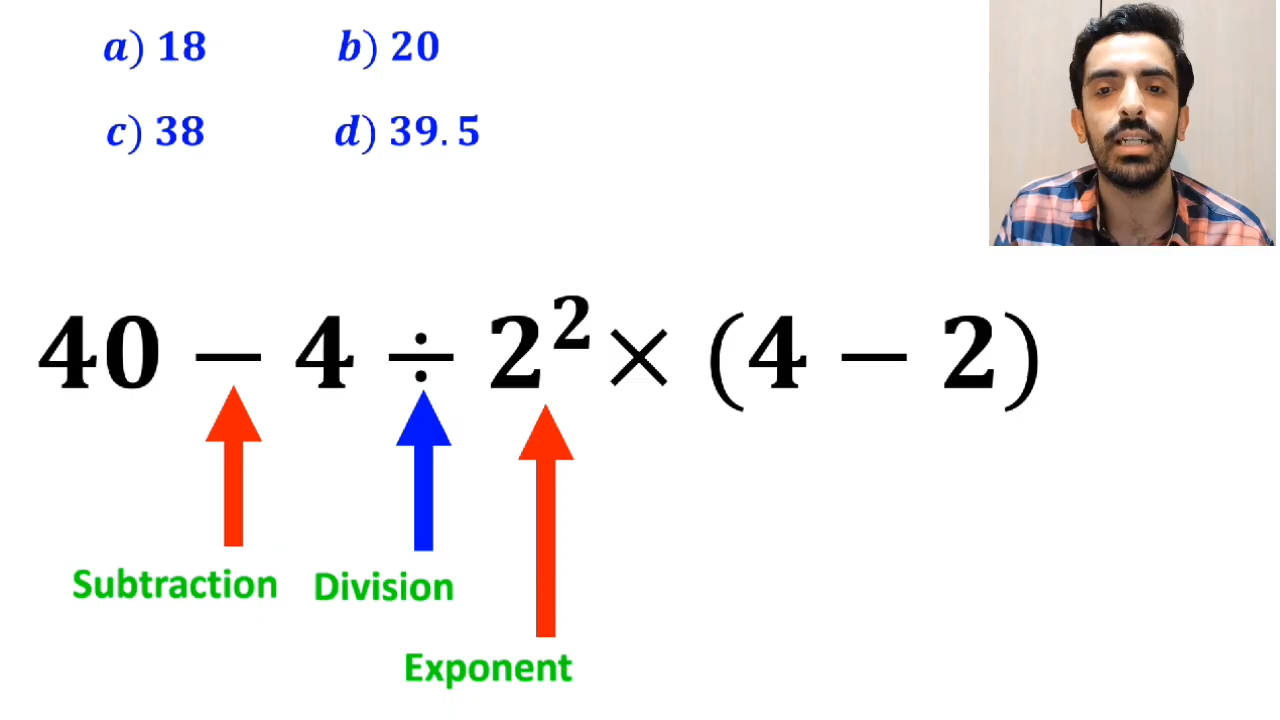 a) 18 b) 20
c) 38 d) 39.5
40 − 4 ÷ 2² × (4 − 2)
Subtraction Division
Exponent